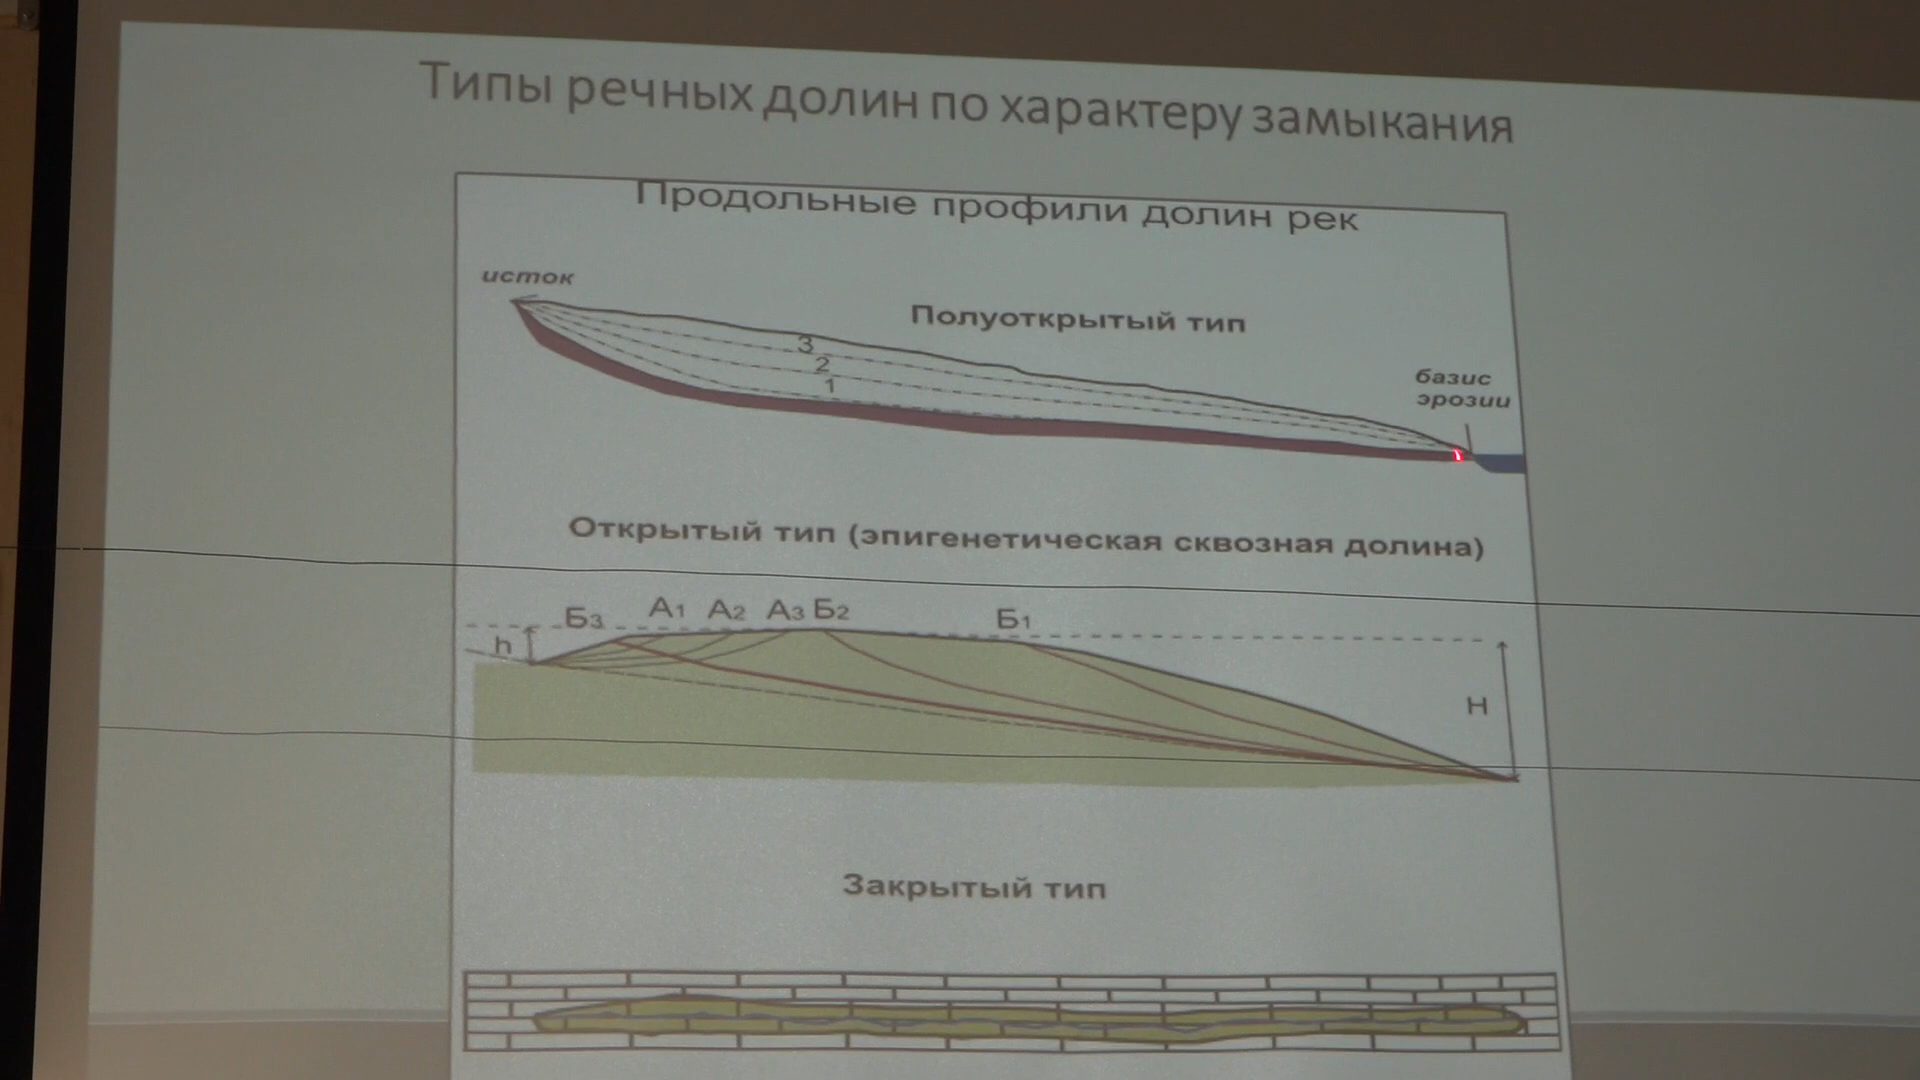 Типы речных долин по характеру замыкания
Продольные профили долин рек
исток
Полуоткрытый тип
3
2
1
базис
эрозии
Открытый тип (эпигенетическая сквозная долина)
Б3 А1 А2 А3 Б2 Б1
h
H
Закрытый тип